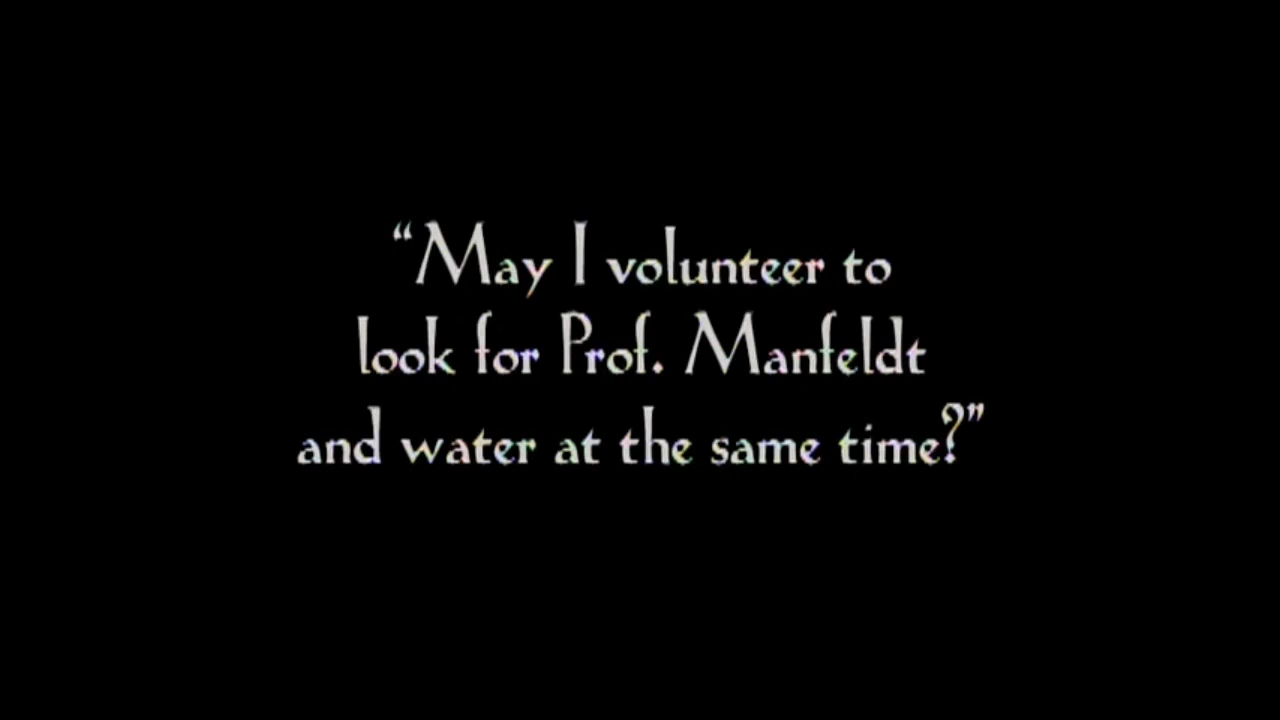 “May I volunteer to
look for Prof. Manfeldt
and water at the same time?”